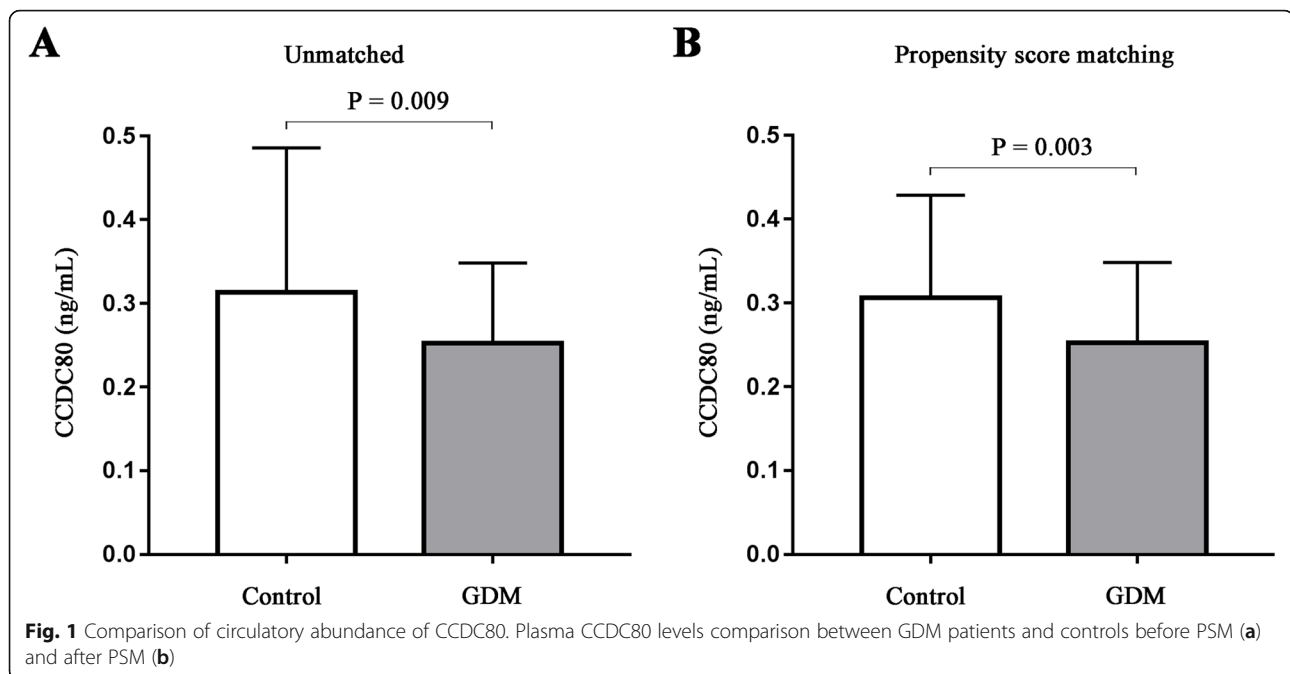 A
Unmatched
P = 0.009
0.5
0.4
0.3
0.2
0.1
0.0
CCDC80 (ng/mL)
Control
GDM
B
Propensity score matching
P = 0.003
0.5
0.4
0.3
0.2
0.1
0.0
CCDC80 (ng/mL)
Control
GDM
Fig. 1 Comparison of circulatory abundance of CCDC80. Plasma CCDC80 levels comparison between GDM patients and controls before PSM (a)
and after PSM (b)